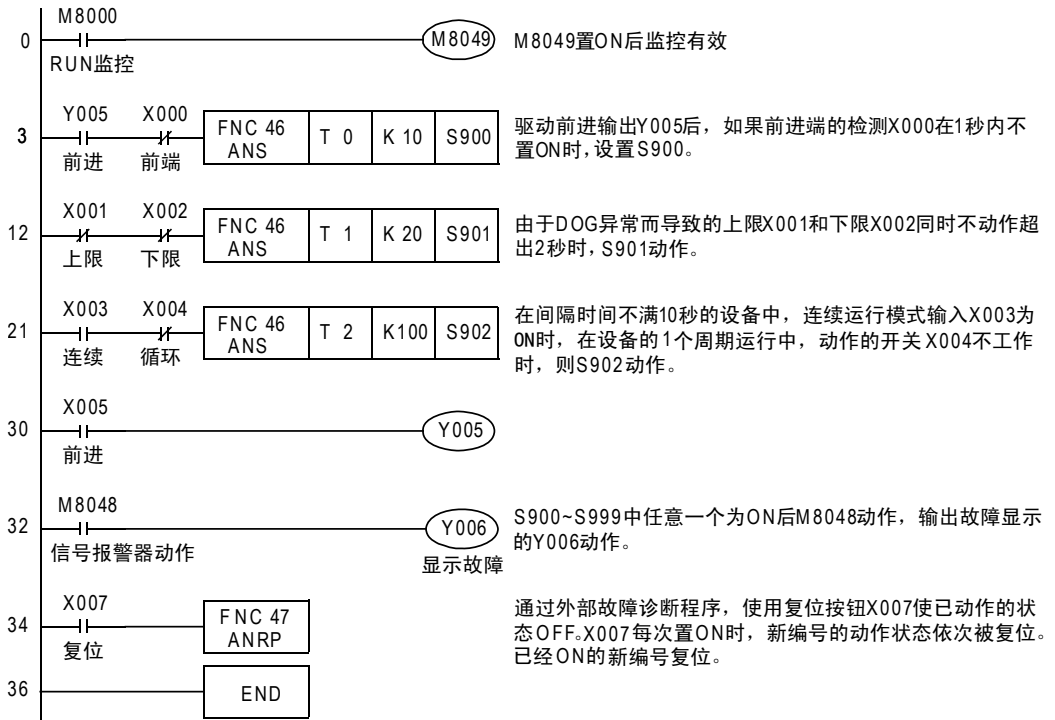 M8000
0
M8049
M8049置ON后监控有效
RUN监控
Y005 X000
3
FNC 46
ANS
T 0
K 10
S900
前进 前端
驱动前进输出Y005后，如果前进端的检测X000在1秒内不
置ON时，设置S900。
X001 X002
12
FNC 46
ANS
T 1
K 20
S901
上限 下限
由于DOG异常而导致的上限X001和下限X002同时不动作超
出2秒时，S901动作。
X003 X004
21
FNC 46
ANS
T 2
K100
S902
连续 循环
在间隔时间不满10秒的设备中，连续运行模式输入X003为
ON时，在设备的1个周期运行中，动作的开关X004不工作
时，则S902动作。
X005
30
Y005
前进
M8048
32
Y006
信号报警器动作
显示故障
S900~S999中任意一个为ON后M8048动作，输出故障显示
的Y006动作。
X007
34
FNC 47
ANRP
复位
通过外部故障诊断程序，使用复位按钮X007使已动作的状
态OFF。X007每次置ON时，新编号的动作状态依次被复位。
已经ON的新编号复位。
36
END